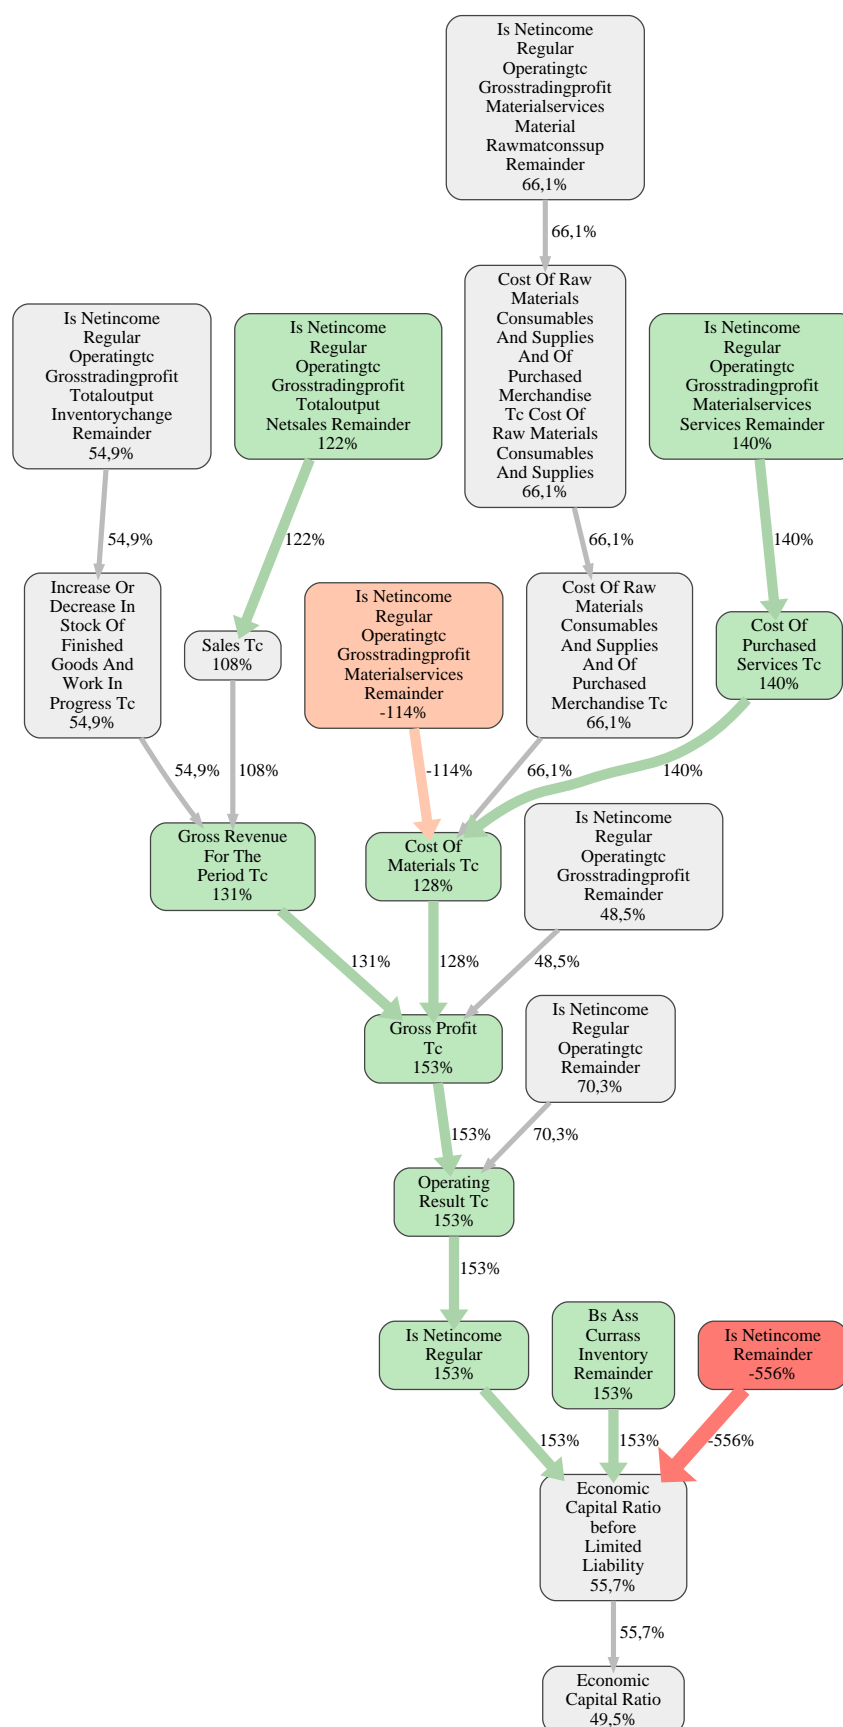 Is Netincome
Regular
Operatingtc
Grosstradingprofit
Materialservices
Material
Rawmatconssup
Remainder
66,1%
66,1%
Cost Of Raw
Materials
Consumables
And Supplies
And Of
Purchased
Merchandise
Tc Cost Of
Raw Materials
Consumables
And Supplies
66,1%
Is Netincome
Regular
Operatingtc
Grosstradingprofit
Totaloutput
Inventorychange
Remainder
54,9%
Is Netincome
Regular
Operatingtc
Grosstradingprofit
Totaloutput
Netsales Remainder
122%
Is Netincome
Regular
Operatingtc
Grosstradingprofit
Materialservices
Services Remainder
140%
54,9%
122%
66,1%
140%
Increase Or
Decrease In
Stock Of
Finished
Goods And
Work In
Progress Tc
54,9%
Sales Tc
108%
Is Netincome
Regular
Operatingtc
Grosstradingprofit
Materialservices
Remainder
-114%
Cost Of Raw
Materials
Consumables
And Supplies
And Of
Purchased
Merchandise Tc
66,1%
Cost Of
Purchased
Services Tc
140%
54,9%
108%
-114%
66,1%
140%
Gross Revenue
For The
Period Tc
131%
Cost Of
Materials Tc
128%
Is Netincome
Regular
Operatingtc
Grosstradingprofit
Remainder
48,5%
131%
128%
48,5%
Gross Profit
Tc
153%
Is Netincome
Regular
Operatingtc
Remainder
70,3%
153%
70,3%
Operating
Result Tc
153%
153%
Is Netincome
Regular
153%
Bs Ass
Currass
Inventory
Remainder
153%
Is Netincome
Remainder
-556%
153%
153%
-556%
Economic
Capital Ratio
before
Limited
Liability
55,7%
55,7%
Economic
Capital Ratio
49,5%